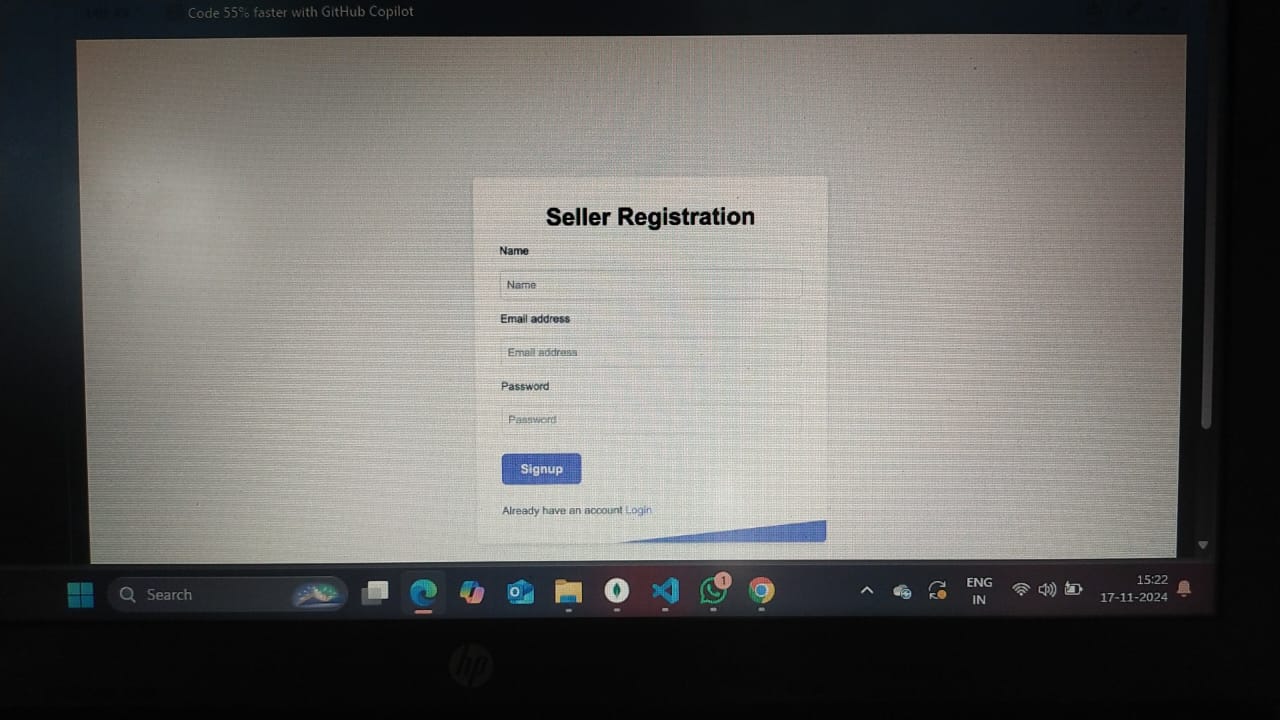 Code 55% faster with GitHub Copilot
Seller Registration
Name
Name
Email address
Email address
Password
Password
Signup
Already have an account Login
Search
1
ENG
IN
15:22
17-11-2024
hp